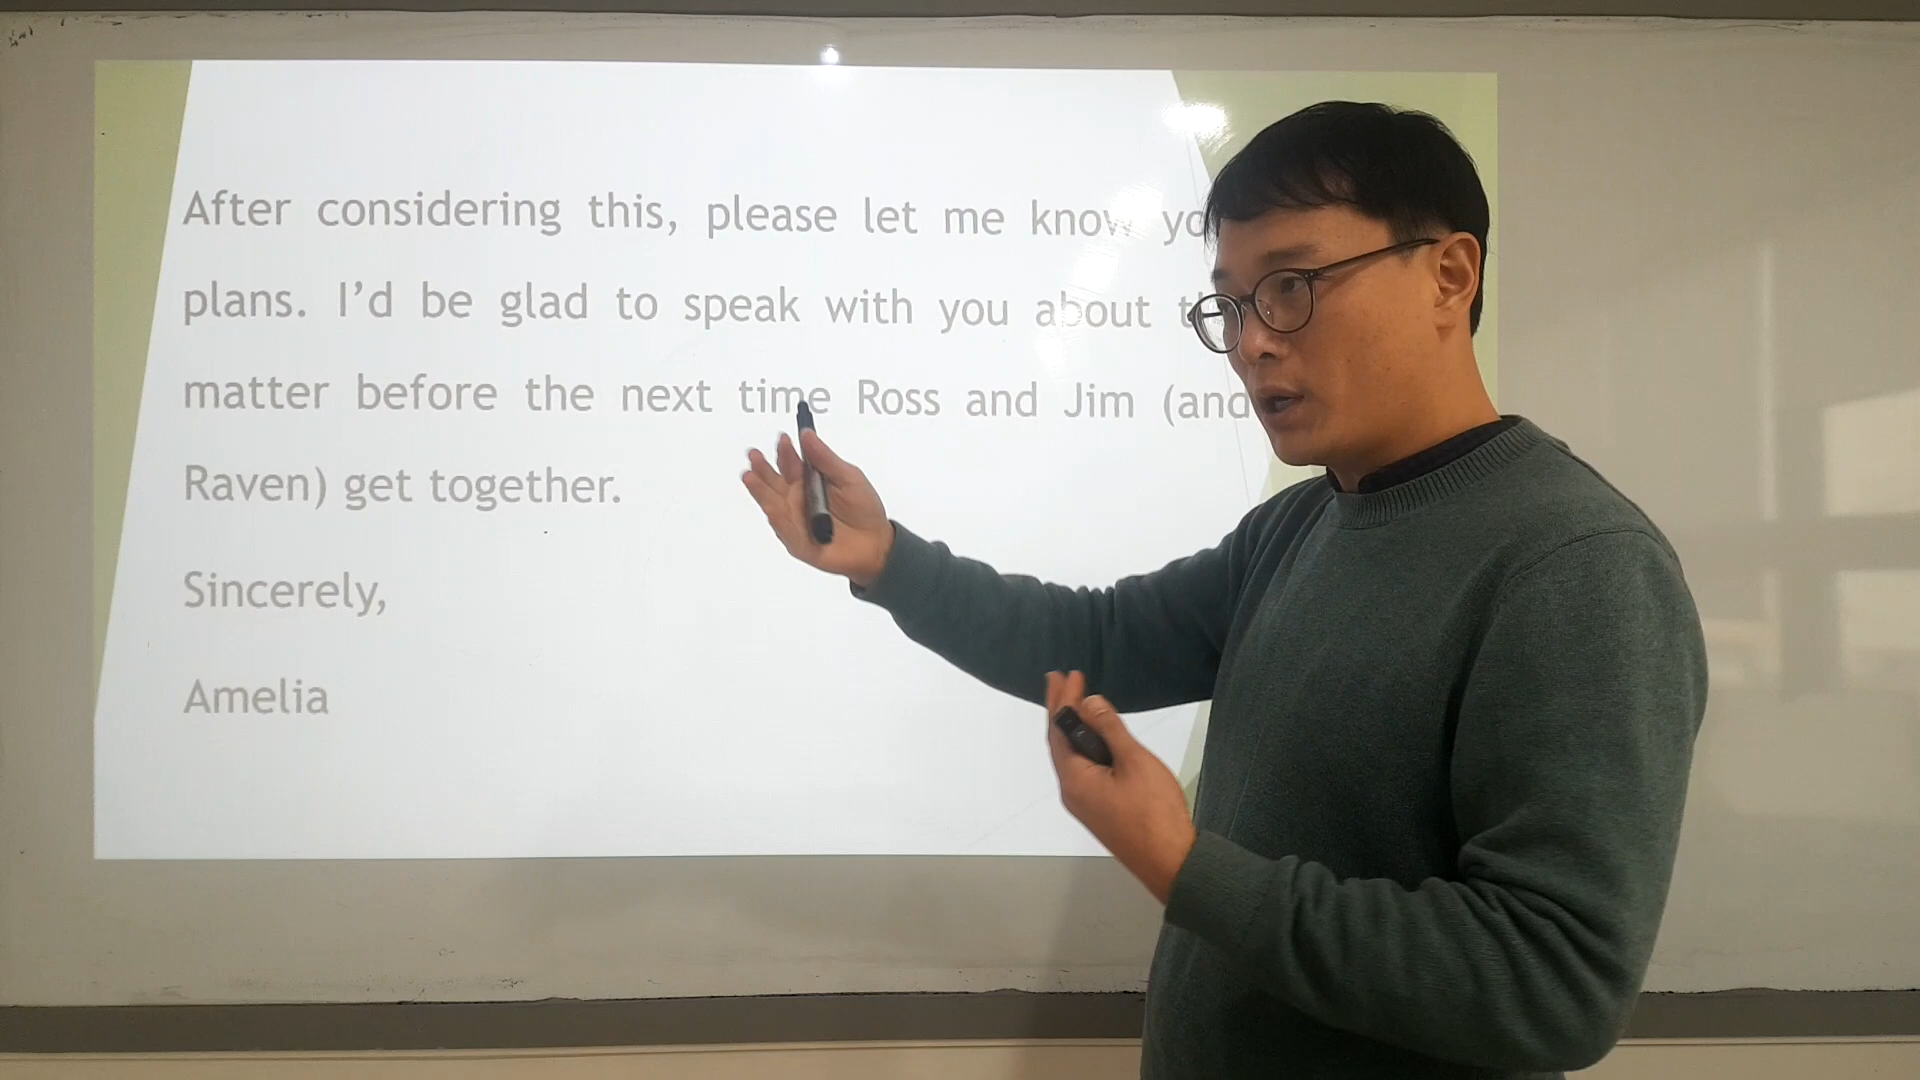 After considering this, please let me know
plans. I'd be glad to speak with you about
matter before the next time Ross and Jim (and
Raven) get together.
Sincerely,
Amelia